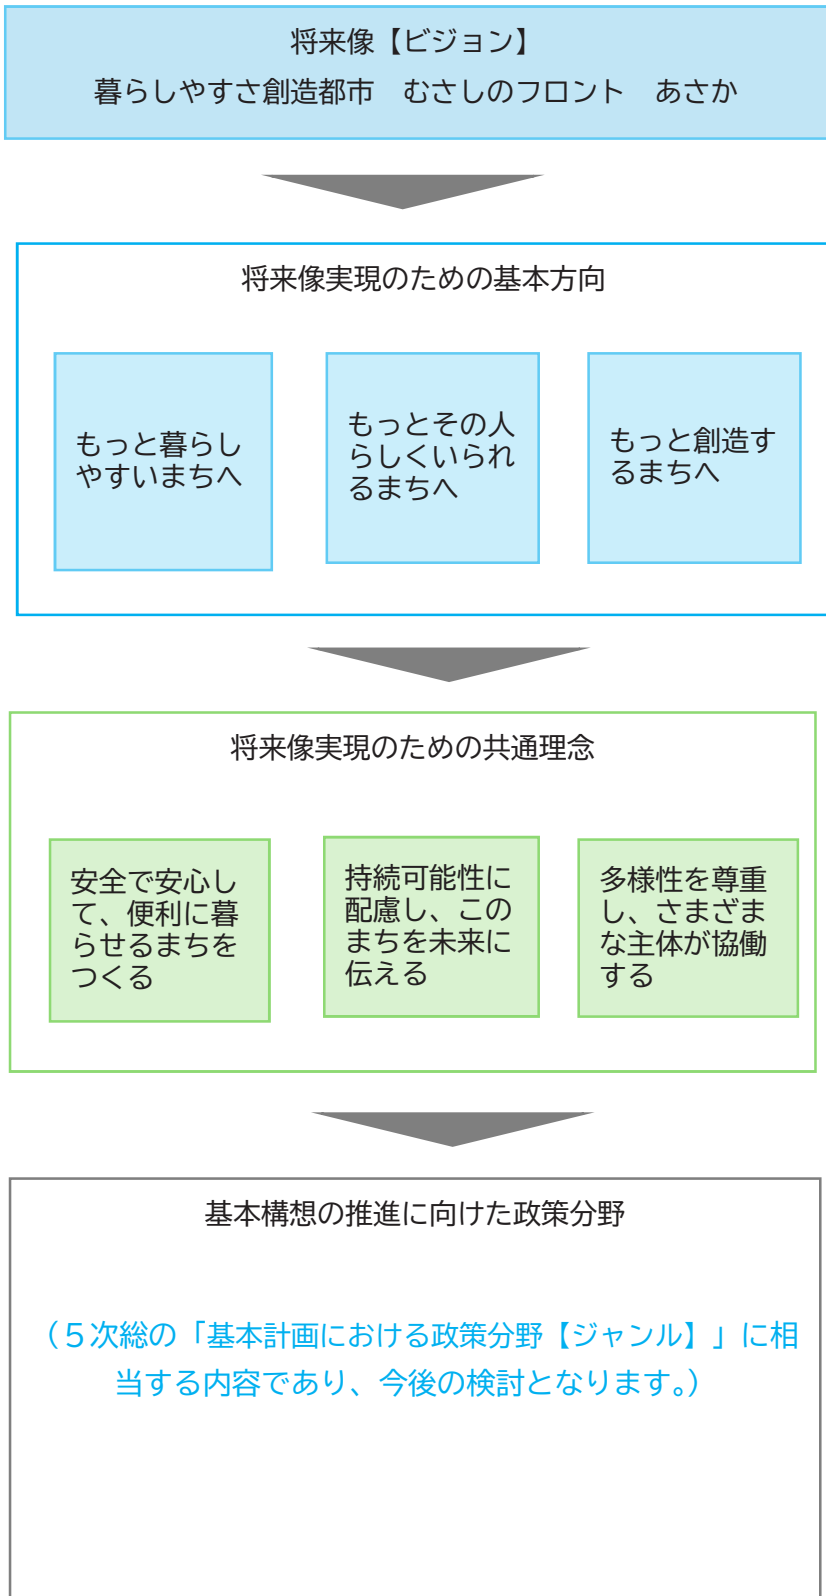 将来像【ビジョン】
暮らしやすさ創造都市　むさしのフロント　あさか
将来像実現のための基本方向
もっと暮らし
やすいまちへ
もっとその人
らしくいられ
るまちへ
もっと創造す
るまちへ
将来像実現のための共通理念
安全で安心し
て、便利に暮
らせるまちを
つくる
持続可能性に
配慮し、この
まちを未来に
伝える
多様性を尊重
し、さまざま
な主体が協働
する
基本構想の推進に向けた政策分野
（５次総の「基本計画における政策分野【ジャンル】」に相
当する内容であり、今後の検討となります。）